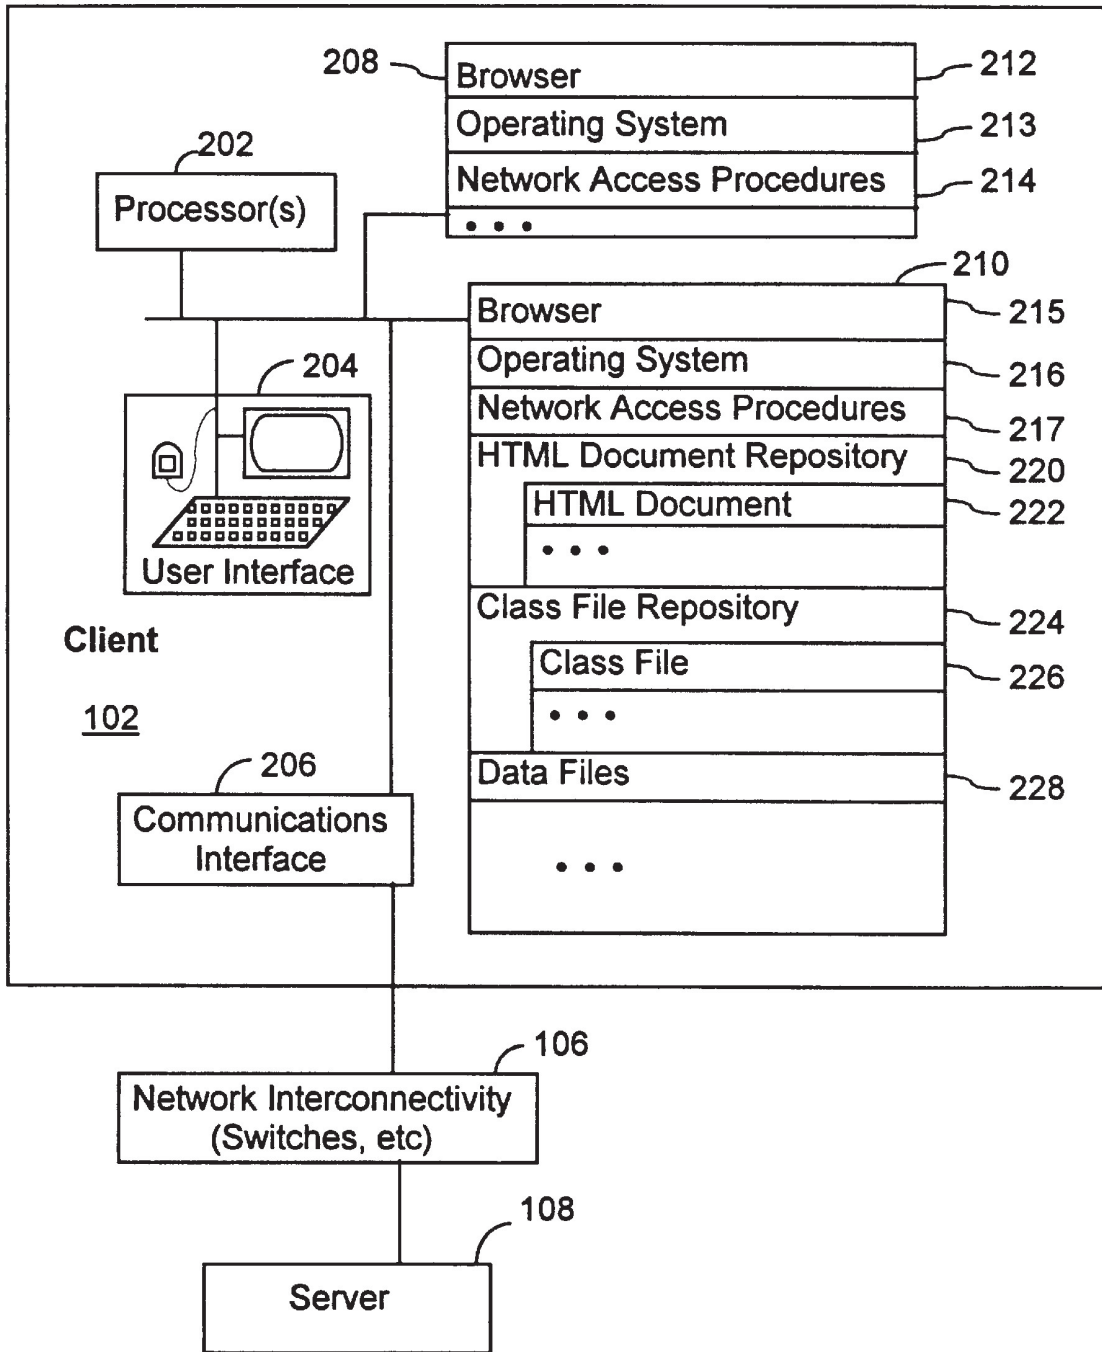 208
Browser
212
Operating System
213
Network Access Procedures
214
• • •
202
Processor(s)
210
Browser
215
Operating System
216
Network Access Procedures
217
HTML Document Repository
220
HTML Document
222
• • •
Class File Repository
224
Class File
226
• • •
Data Files
228
• • •
204
User Interface
Client
102
206
Communications
Interface
106
Network Interconnectivity
(Switches, etc)
108
Server